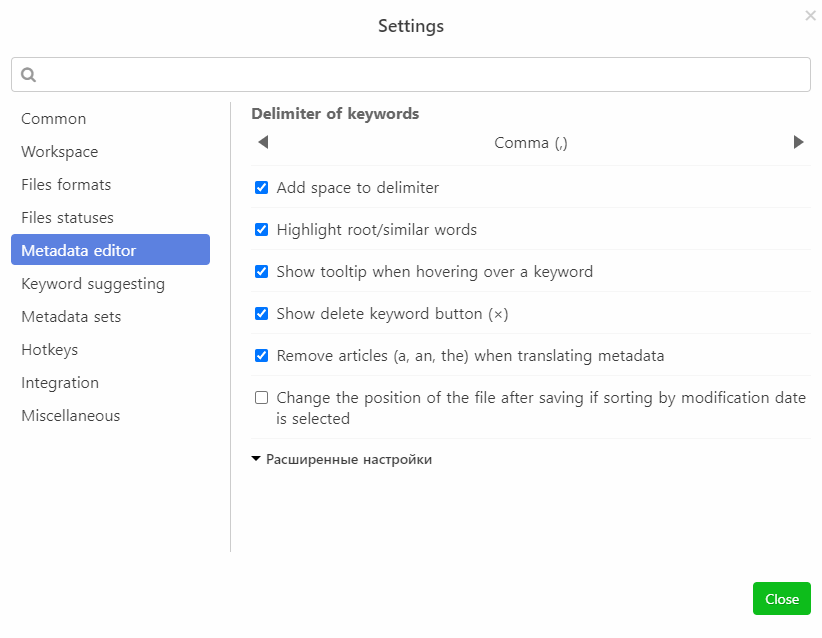 Settings
Common
Workspace
Files formats
Files statuses
Metadata editor
Keyword suggesting
Metadata sets
Hotkeys
Integration
Miscellaneous
Delimiter of keywords
Comma (,)
Add space to delimiter
Highlight root/similar words
Show tooltip when hovering over a keyword
Show delete keyword button (×)
Remove articles (a, an, the) when translating metadata
Change the position of the file after saving if sorting by modification date
is selected
Расширенные настройки
Close